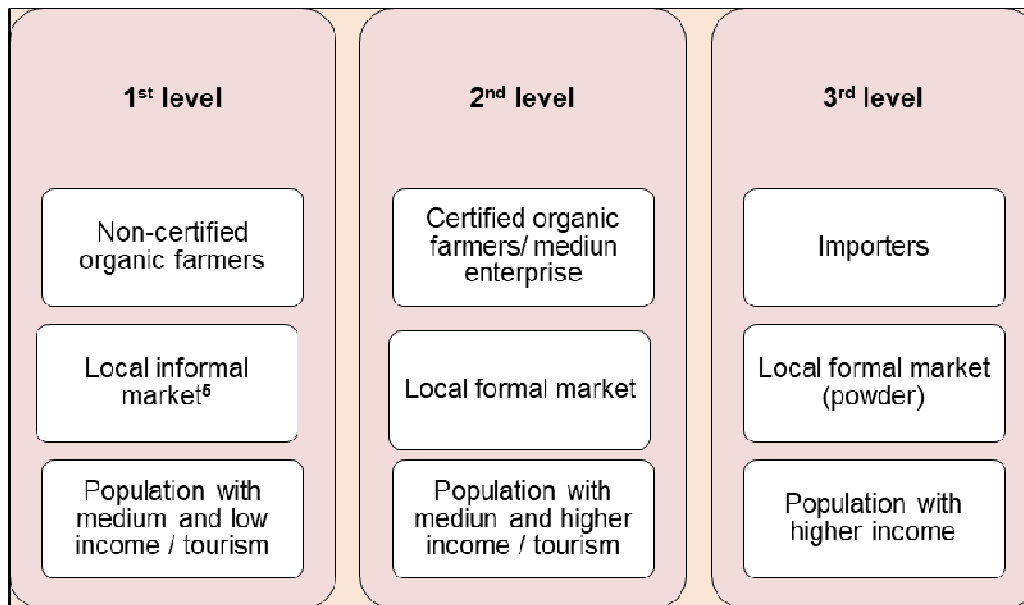 1st level
Non-certified
organic farmers
Local informal
market5
Population with
medium and low
income / tourism
2nd level
Certified organic
farmers/ mediun
enterprise
Local formal market
Population with
mediun and higher
income / tourism
3rd level
Importers
Local formal market
(powder)
Population with
higher income